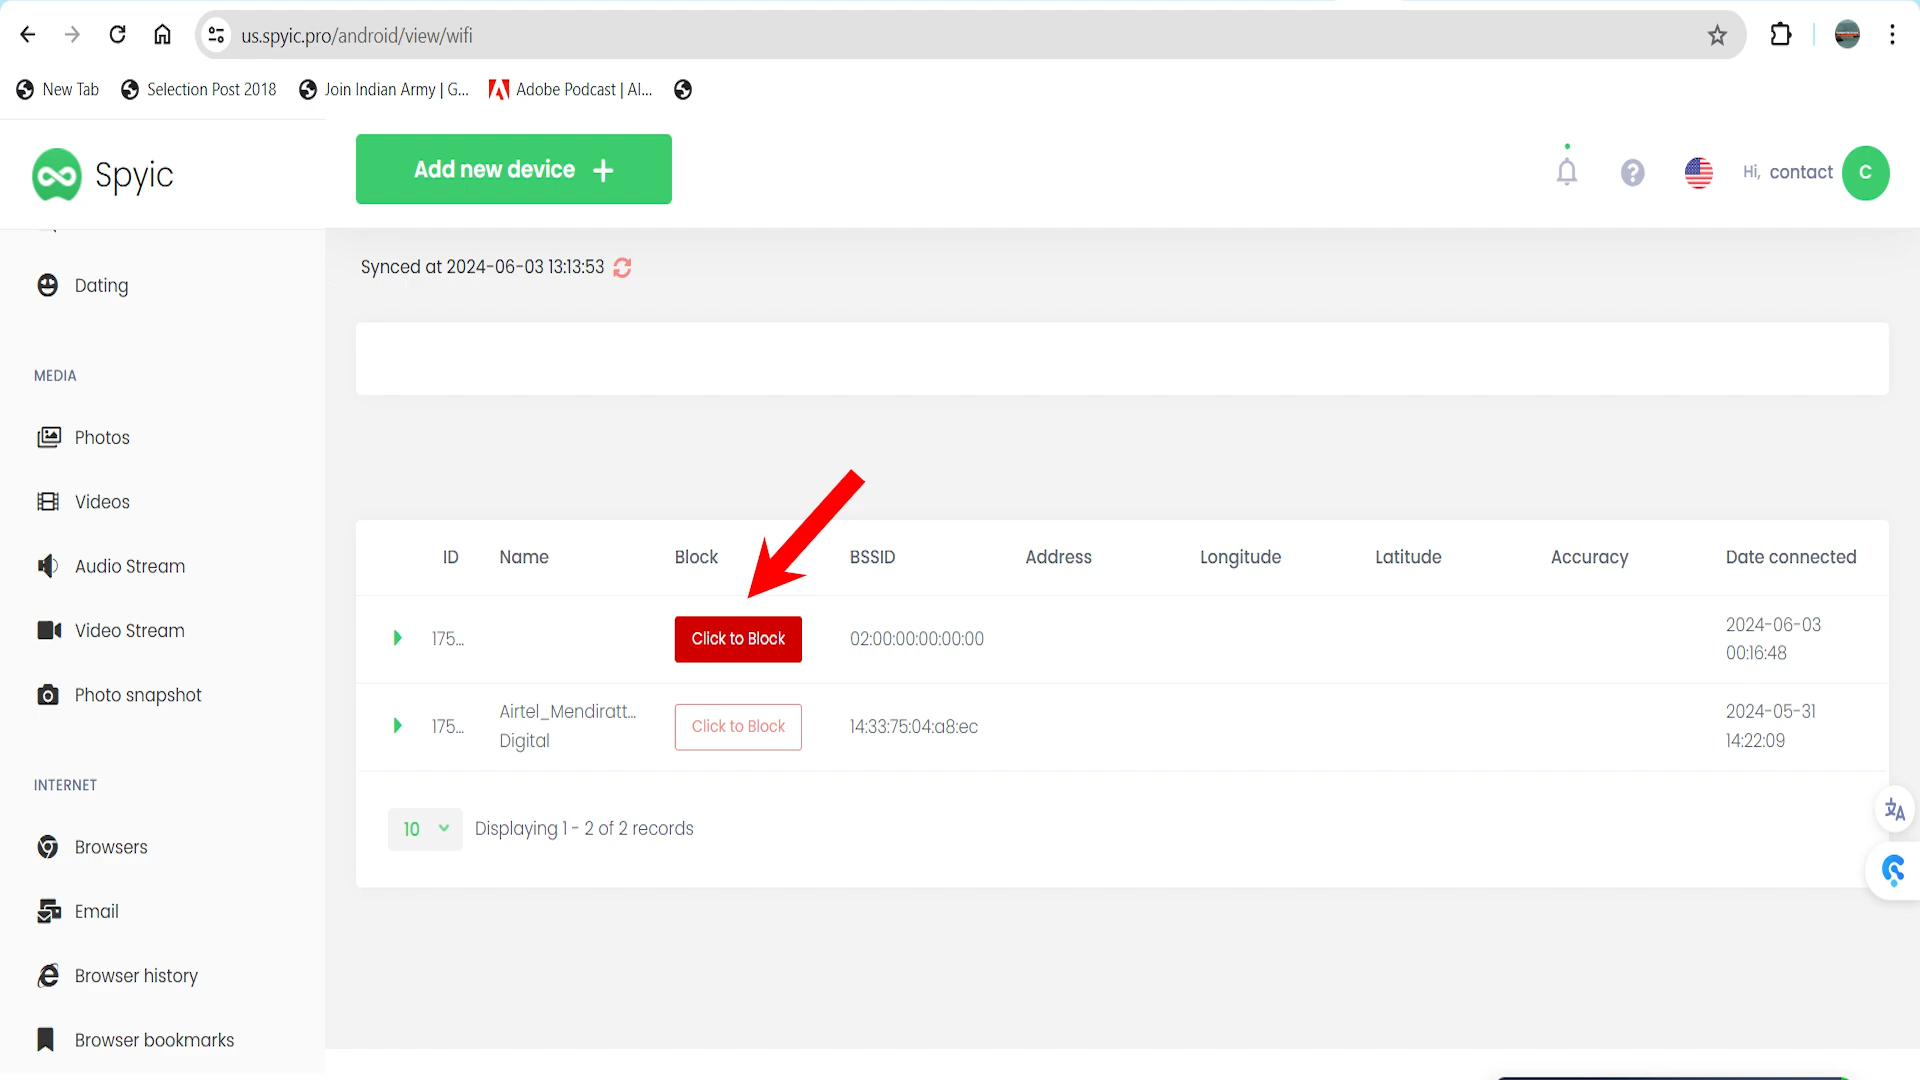 us.spyic.pro/android/view/wifi
New Tab
Selection Post 2018
Join Indian Army | G...
Adobe Podcast | AI...
Spyic
Add new device +
Hi, contact
C
Synced at 2024-06-03 13:13:53
Dating
MEDIA
Photos
Videos
Audio Stream
Video Stream
Photo snapshot
INTERNET
Browsers
Email
Browser history
Browser bookmarks
ID Name Block BSSID Address Longitude Latitude Accuracy Date connected
175... Click to Block 02:00:00:00:00:00 2024-06-03
00:16:48
175... Airtel_Mendiratt... Click to Block 14:33:75:04:a8:ec 2024-05-31
Digital 14:22:09
10 Displaying 1 - 2 of 2 records